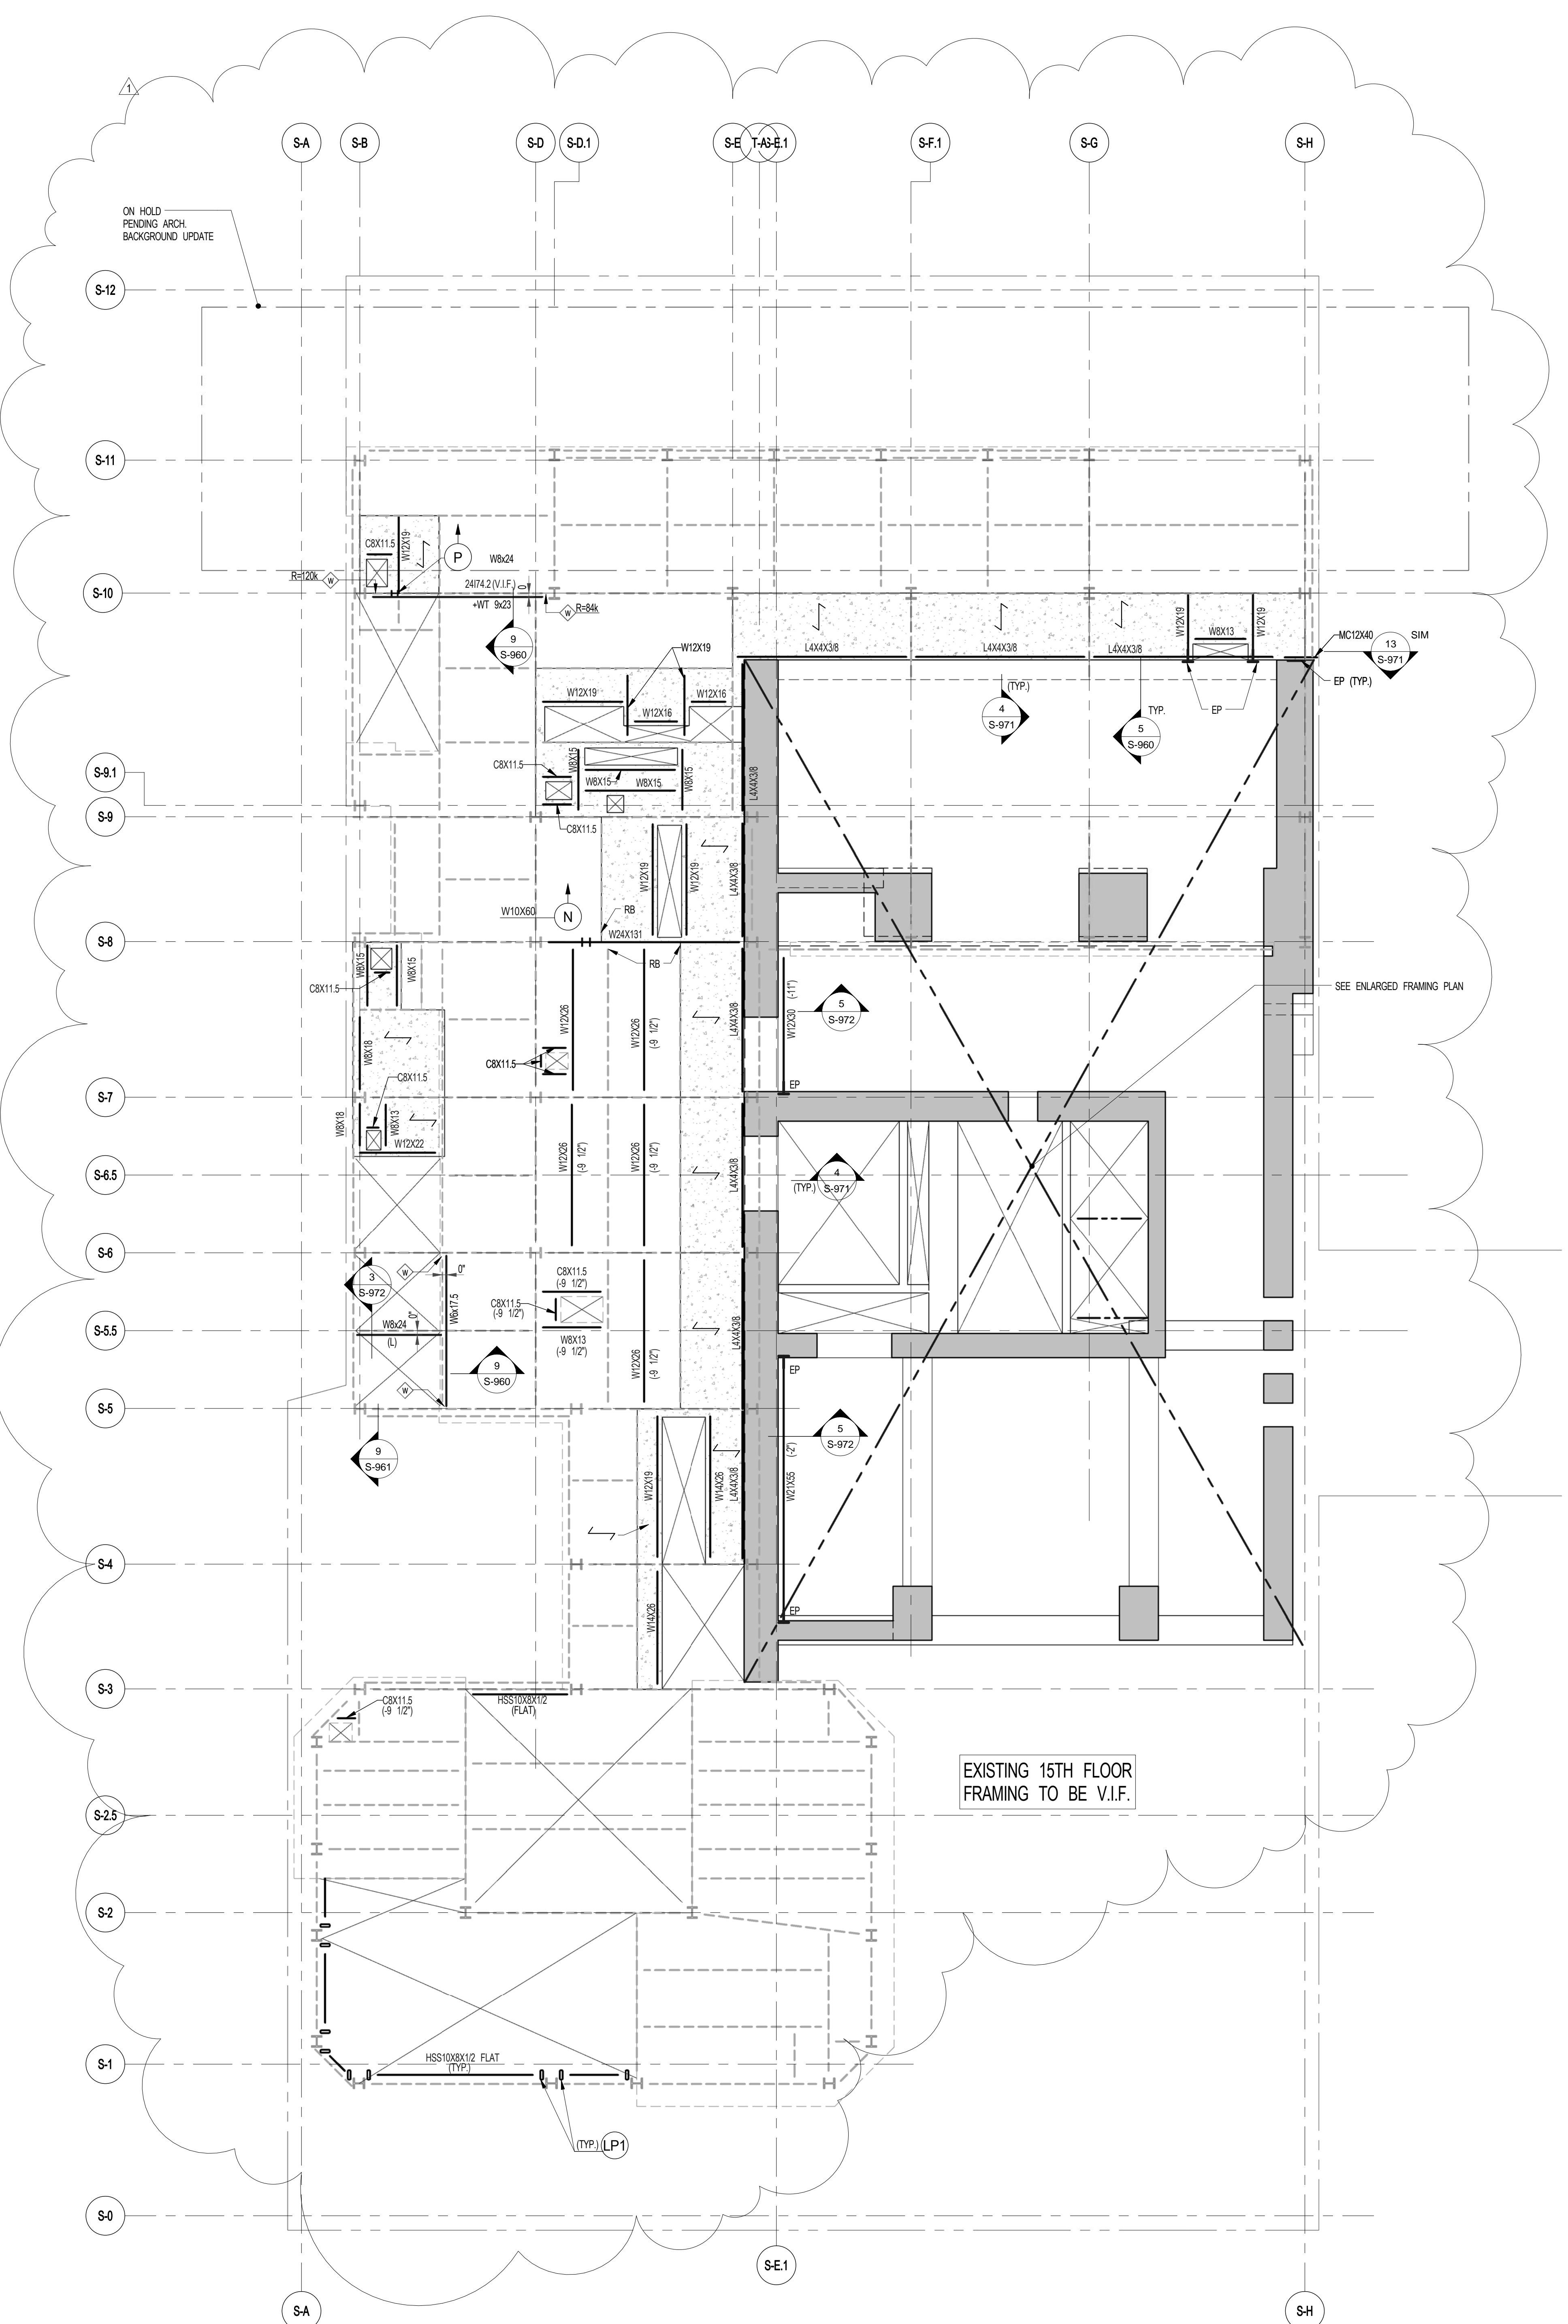 1
S-A
S-B
S-D
S-D.1
S-E
T-A
S-E.1
S-F.1
S-G
S-H
ON HOLD
PENDING ARCH.
BACKGROUND UPDATE
S-12
S-11
C8X11.5
W12X19
P
W8x24
R=120k
W
24I74.2 (V.I.F.)
0
+WT 9x23
W
R=84k
S-10
9
S-960
W12X19
W12X19
W12X16
W12X16
L4X4X3/8
L4X4X3/8
L4X4X3/8
W12X19
W8X13
W12X19
MC12X40
13
S-971
SIM
EP (TYP.)
EP
(TYP.)
4
S-971
TYP.
5
S-960
S-9.1
C8X11.5
W8X15
W8X15
W8X15
W8X15
L4X4X3/8
C8X11.5
S-9
W12X19
W12X19
L4X4X3/8
W10X60
N
RB
W24X131
S-8
RB
W8X15
W8X15
C8X11.5
W12X26
W12X26
(-9 1/2")
L4X4X3/8
W12X30
(-11")
5
S-972
SEE ENLARGED FRAMING PLAN
W8X18
C8X11.5
C8X11.5
EP
S-7
W8X18
W8X13
W12X22
W12X26
(-9 1/2")
W12X26
(-9 1/2")
L4X4X3/8
S-6.5
(TYP.)
4
S-971
S-6
3
S-972
W
0"
W6x17.5
C8X11.5
(-9 1/2")
C8X11.5
(-9 1/2")
W8X13
(-9 1/2")
L4X4X3/8
S-5.5
0"
W8x24
(L)
W
9
S-960
W12X26
(-9 1/2")
EP
S-5
9
S-961
W12X19
W14X26
L4X4X3/8
5
S-972
W21X55
(-2")
S-4
W14X26
EP
S-3
C8X11.5
(-9 1/2")
HSS10X8X1/2
(FLAT)
EXISTING 15TH FLOOR
FRAMING TO BE V.I.F.
S-2.5
S-2
S-1
HSS10X8X1/2 FLAT
(TYP.)
(TYP.)
LP1
S-0
S-E.1
S-A
S-H